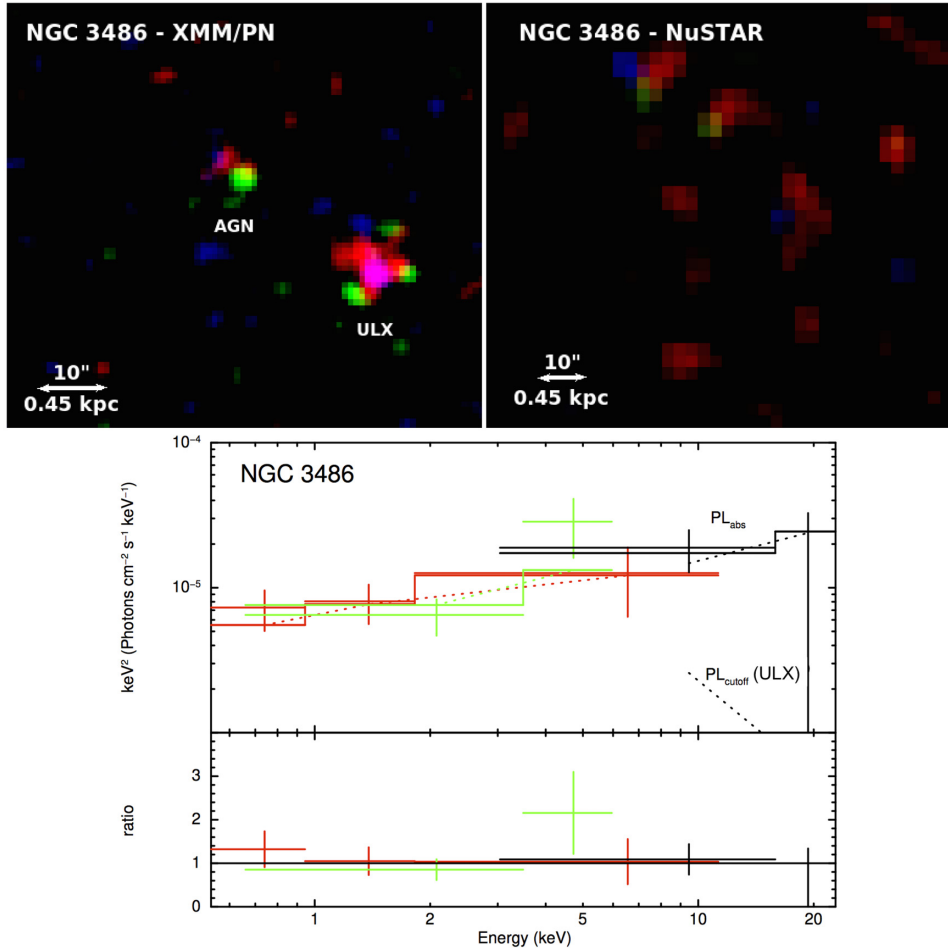 NGC 3486 - XMM/PN
AGN
ULX
10"
0.45 kpc
NGC 3486 - NuSTAR
10"
0.45 kpc
NGC 3486
PL_abs
PL_cutoff (ULX)
keV² (Photons cm⁻² s⁻¹ keV⁻¹)
10⁻⁴
10⁻⁵
ratio
3
2
1
0
1 2 5 10 20
Energy (keV)